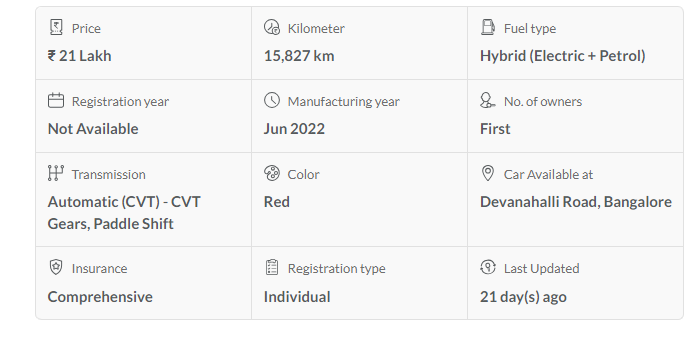 Price
₹ 21 Lakh
Kilometer
15,827 km
Fuel type
Hybrid (Electric + Petrol)
Registration year
Not Available
Manufacturing year
Jun 2022
No. of owners
First
Transmission
Automatic (CVT) - CVT
Gears, Paddle Shift
Color
Red
Car Available at
Devanahalli Road, Bangalore
Insurance
Comprehensive
Registration type
Individual
Last Updated
21 day(s) ago